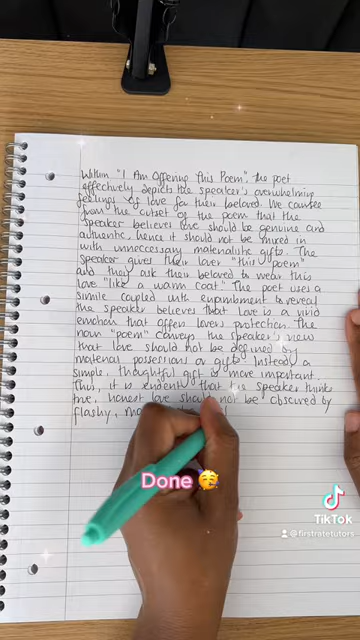 Within "I Am Offering This Poem", the poet
effectively depicts the speaker's overwhelming
feelings of love for their beloved. We can see
from the outset of the poem that the
speaker believes love should be genuine and
authentic, hence it should not be mixed in
with unnecessary materialistic gifts. The
speaker gives their lover "this poem"
and they ask their beloved to wear this
love "like a warm coat". The poet uses a
simile coupled with enjambment to reveal
the speaker believes that love is a vivid
emotion that offers lovers protection. The
noun "poem" conveys the speaker's view
that love should not be defined by
material possessions or gifts. Instead, a
simple, thoughtful gift is more important.
Thus, it is evident that the speaker thinks
true, honest love should not be obscured by
flashy,
Done 🥳
TikTok
@firstratetutors